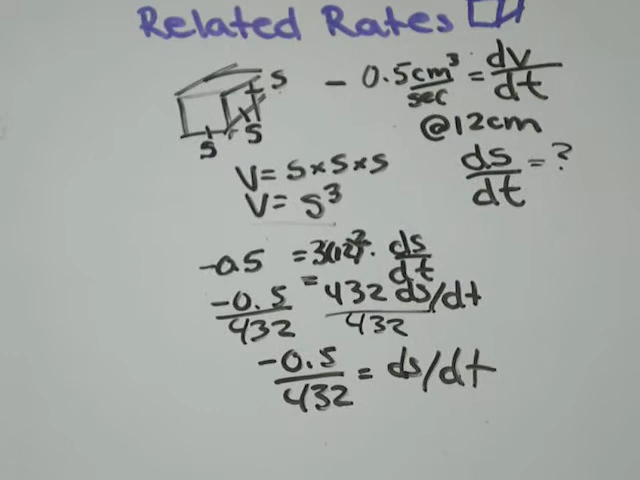 Related Rates
S
S
S
- 0.5 cm³/sec = dv/dt
@12cm
V = S × S × S
ds/dt = ?
V = S³
-0.5 = 3(12)² · ds/dt
-0.5/432 = 432 ds/dt / 432
-0.5/432 = ds/dt